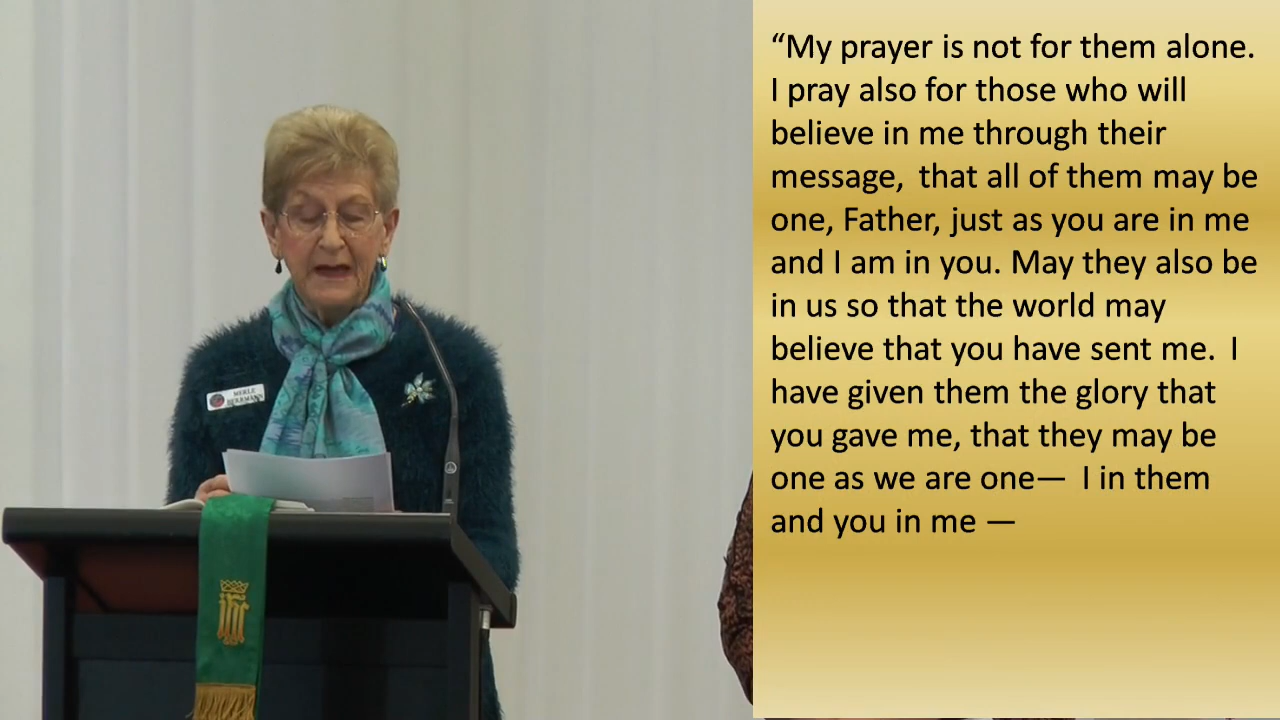 MERLE
HERRMANN
“My prayer is not for them alone.
I pray also for those who will
believe in me through their
message,  that all of them may be
one, Father, just as you are in me
and I am in you. May they also be
in us so that the world may
believe that you have sent me.  I
have given them the glory that
you gave me, that they may be
one as we are one—  I in them
and you in me —